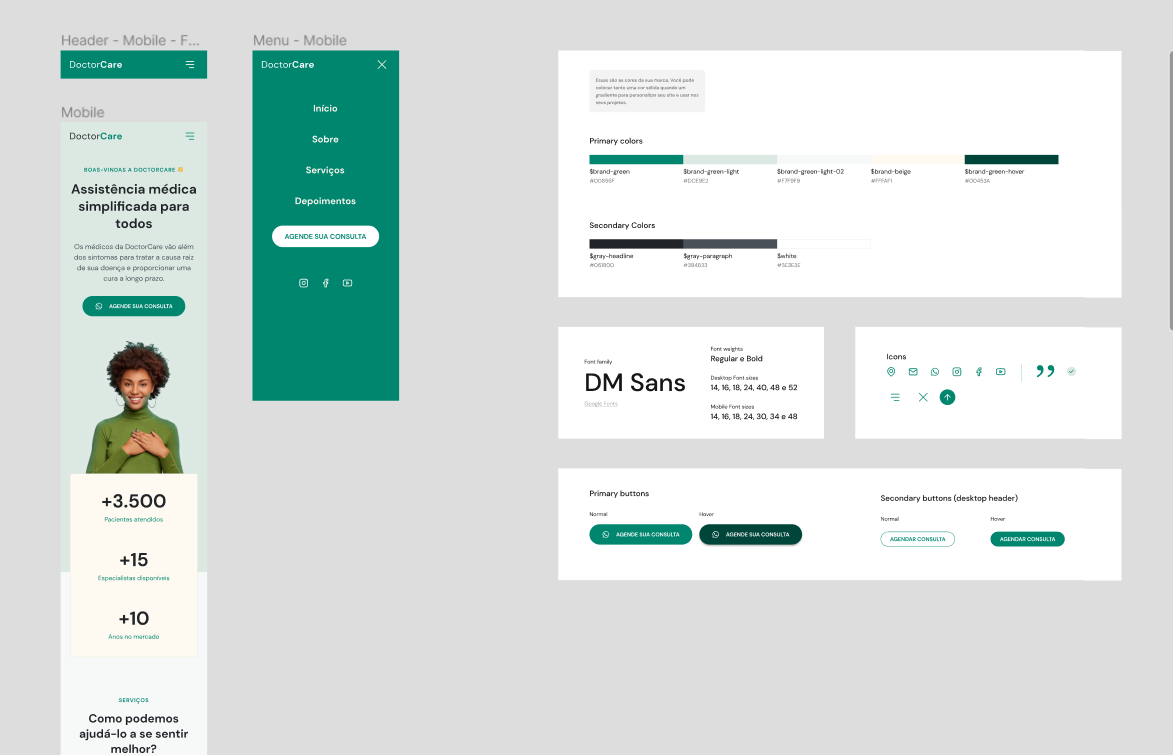 Header - Mobile - F...
DoctorCare
Mobile
DoctorCare
BOAS-VINDAS A DOCTORCARE 👋
Assistência médica
simplificada para
todos
Os médicos da DoctorCare vão além
dos sintomas para tratar a causa raiz
de sua doença e proporcionar uma
cura a longo prazo.
AGENDE SUA CONSULTA
+3.500
Pacientes atendidos
+15
Especialistas disponíveis
+10
Anos no mercado
SERVIÇOS
Como podemos
ajudá-lo a se sentir
melhor?
Menu - Mobile
DoctorCare
Início
Sobre
Serviços
Depoimentos
AGENDE SUA CONSULTA
Essas são as cores de sua marca. Você pode
colocar tanto uma cor sólida quando um
gradiente para personalizar seu site e usar nos
seus projetos.
Primary colors
$brand-green
$brand-green-light
$brand-green-light-02
$brand-beige
$brand-green-hover
#00856F
#DCE9E2
#F7F9F9
#FFFAF1
#00453A
Secondary Colors
$gray-headline
$gray-paragraph
$white
Font family
DM Sans
Google Fonts
Font weights
Regular e Bold
Desktop Font sizes
14, 16, 18, 24, 40, 48 e 52
Mobile Font sizes
14, 16, 18, 24, 30, 34 e 48
Icons
Primary buttons
Normal
Hover
AGENDE SUA CONSULTA
AGENDE SUA CONSULTA
Secondary buttons (desktop header)
Normal
Hover
AGENDAR CONSULTA
AGENDAR CONSULTA